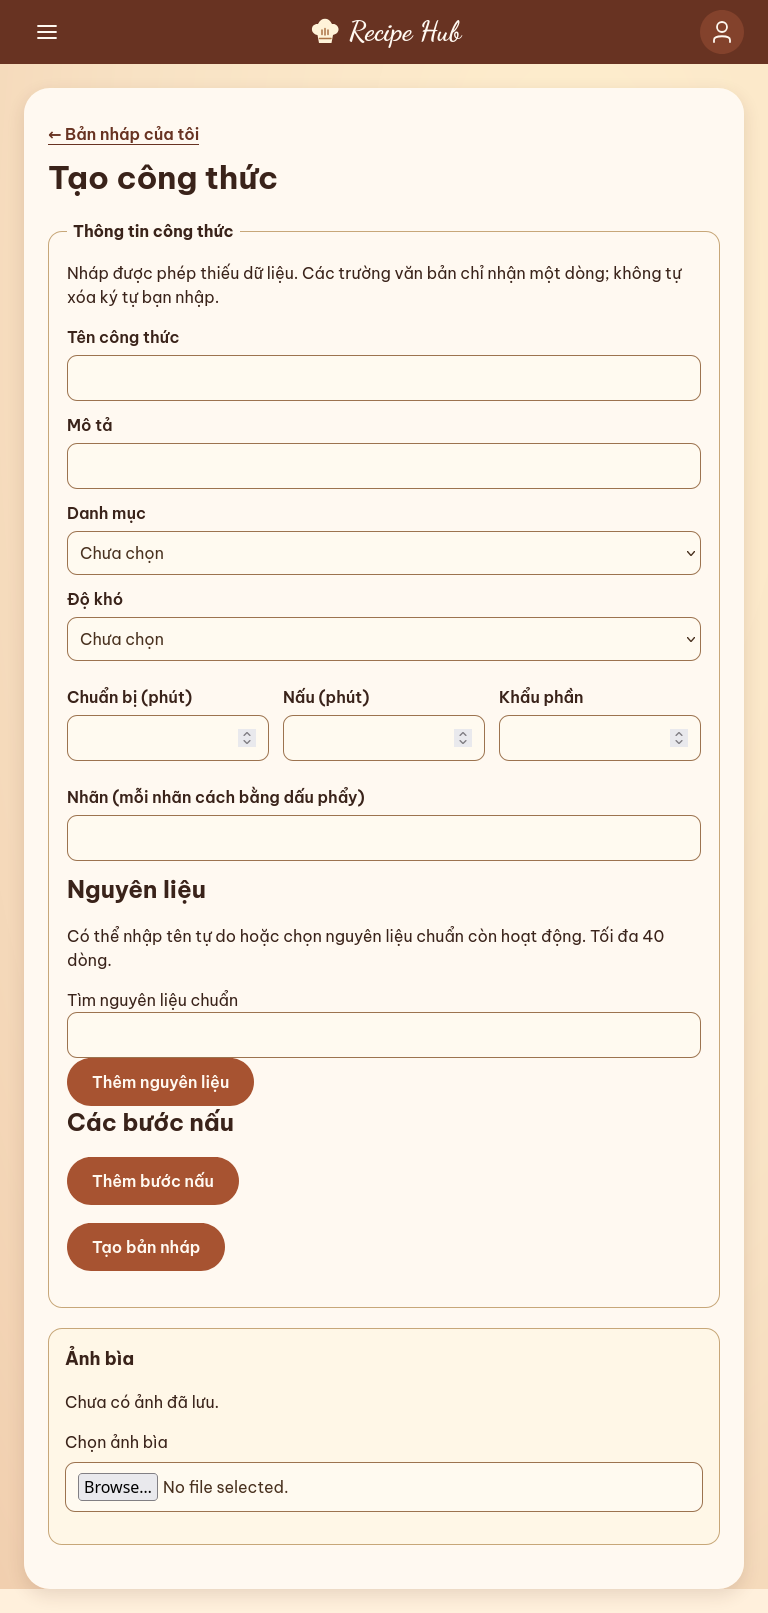 Recipe Hub
← Bản nháp của tôi
Tạo công thức
Thông tin công thức
Nháp được phép thiếu dữ liệu. Các trường văn bản chỉ nhận một dòng; không tự
xóa ký tự bạn nhập.
Tên công thức
Mô tả
Danh mục
Chưa chọn
Độ khó
Chưa chọn
Chuẩn bị (phút) Nấu (phút) Khẩu phần
Nhãn (mỗi nhãn cách bằng dấu phẩy)
Nguyên liệu
Có thể nhập tên tự do hoặc chọn nguyên liệu chuẩn còn hoạt động. Tối đa 40
dòng.
Tìm nguyên liệu chuẩn
Thêm nguyên liệu
Các bước nấu
Thêm bước nấu
Tạo bản nháp
Ảnh bìa
Chưa có ảnh đã lưu.
Chọn ảnh bìa
Browse... No file selected.